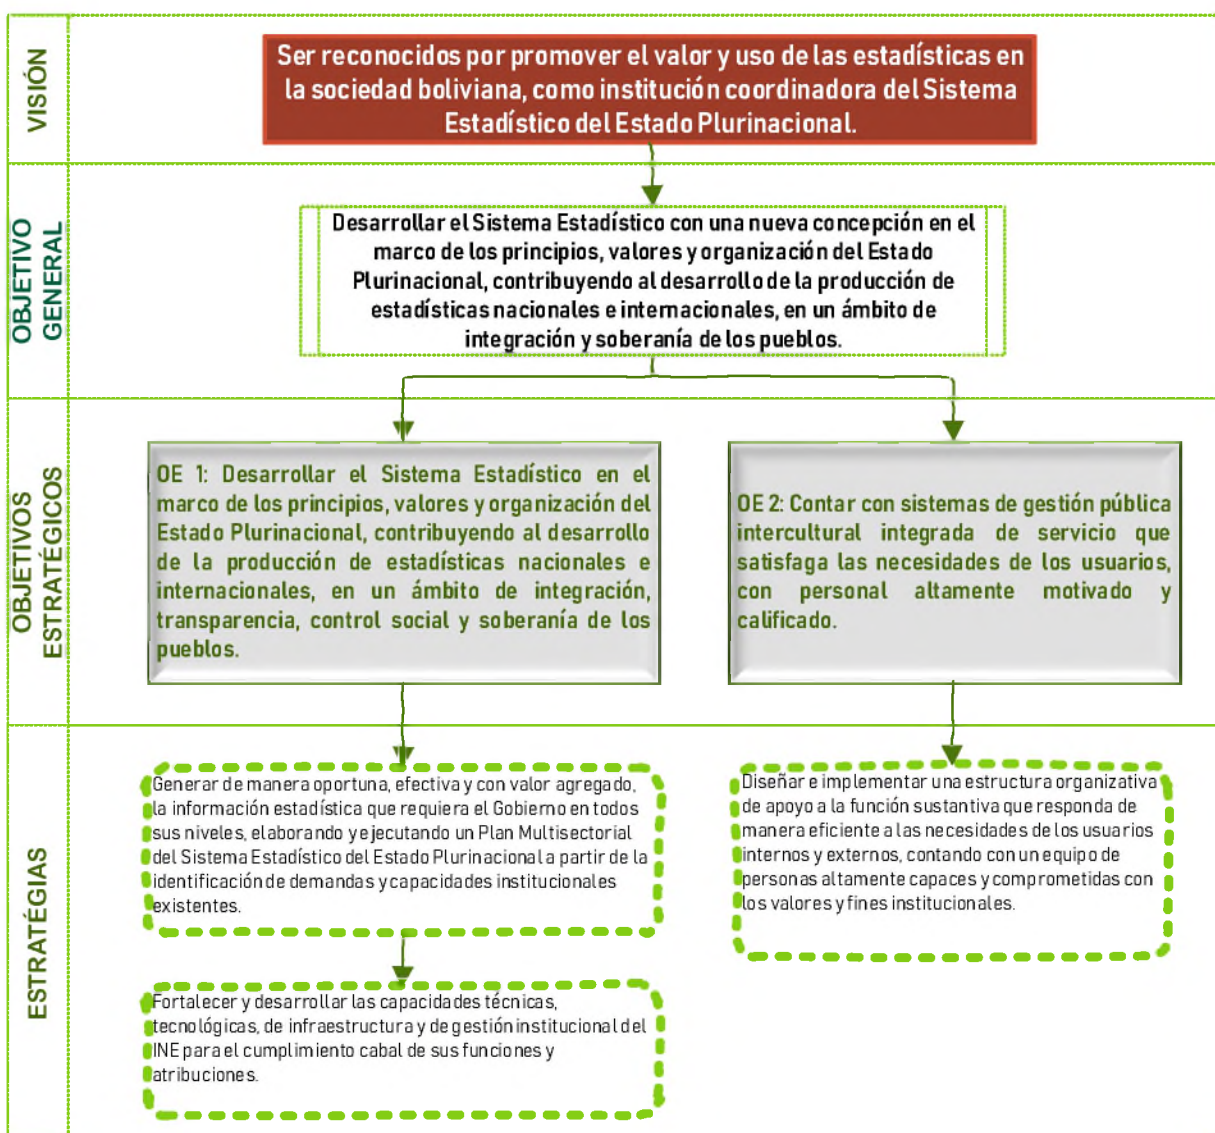 VISIÓN
Ser reconocidos por promover el valor y uso de las estadísticas en
la sociedad boliviana, como institución coordinadora del Sistema
Estadístico del Estado Plurinacional.
OBJETIVO
GENERAL
Desarrollar el Sistema Estadístico con una nueva concepción en el
marco de los principios, valores y organización del Estado
Plurinacional, contribuyendo al desarrollo de la producción de
estadísticas nacionales e internacionales, en un ámbito de
integración y soberanía de los pueblos.
OBJETIVOS
ESTRATÉGICOS
OE 1: Desarrollar el Sistema Estadístico en el
marco de los principios, valores y organización del
Estado Plurinacional, contribuyendo al desarrollo
de la producción de estadísticas nacionales e
internacionales, en un ámbito de integración,
transparencia, control social y soberanía de los
pueblos.
OE 2: Contar con sistemas de gestión pública
intercultural integrada de servicio que
satisfaga las necesidades de los usuarios,
con personal altamente motivado y
calificado.
ESTRATÉGIAS
Generar de manera oportuna, efectiva y con valor agregado,
la información estadística que requiera el Gobierno en todos
sus niveles, elaborando y ejecutando un Plan Multisectorial
del Sistema Estadístico del Estado Plurinacional a partir de la
identificación de demandas y capacidades institucionales
existentes.
Fortalecer y desarrollar las capacidades técnicas,
tecnológicas, de infraestructura y de gestión institucional del
INE para el cumplimiento cabal de sus funciones y
atribuciones.
Diseñar e implementar una estructura organizativa
de apoyo a la función sustantiva que responda de
manera eficiente a las necesidades de los usuarios
internos y externos, contando con un equipo de
personas altamente capaces y comprometidas con
los valores y fines institucionales.